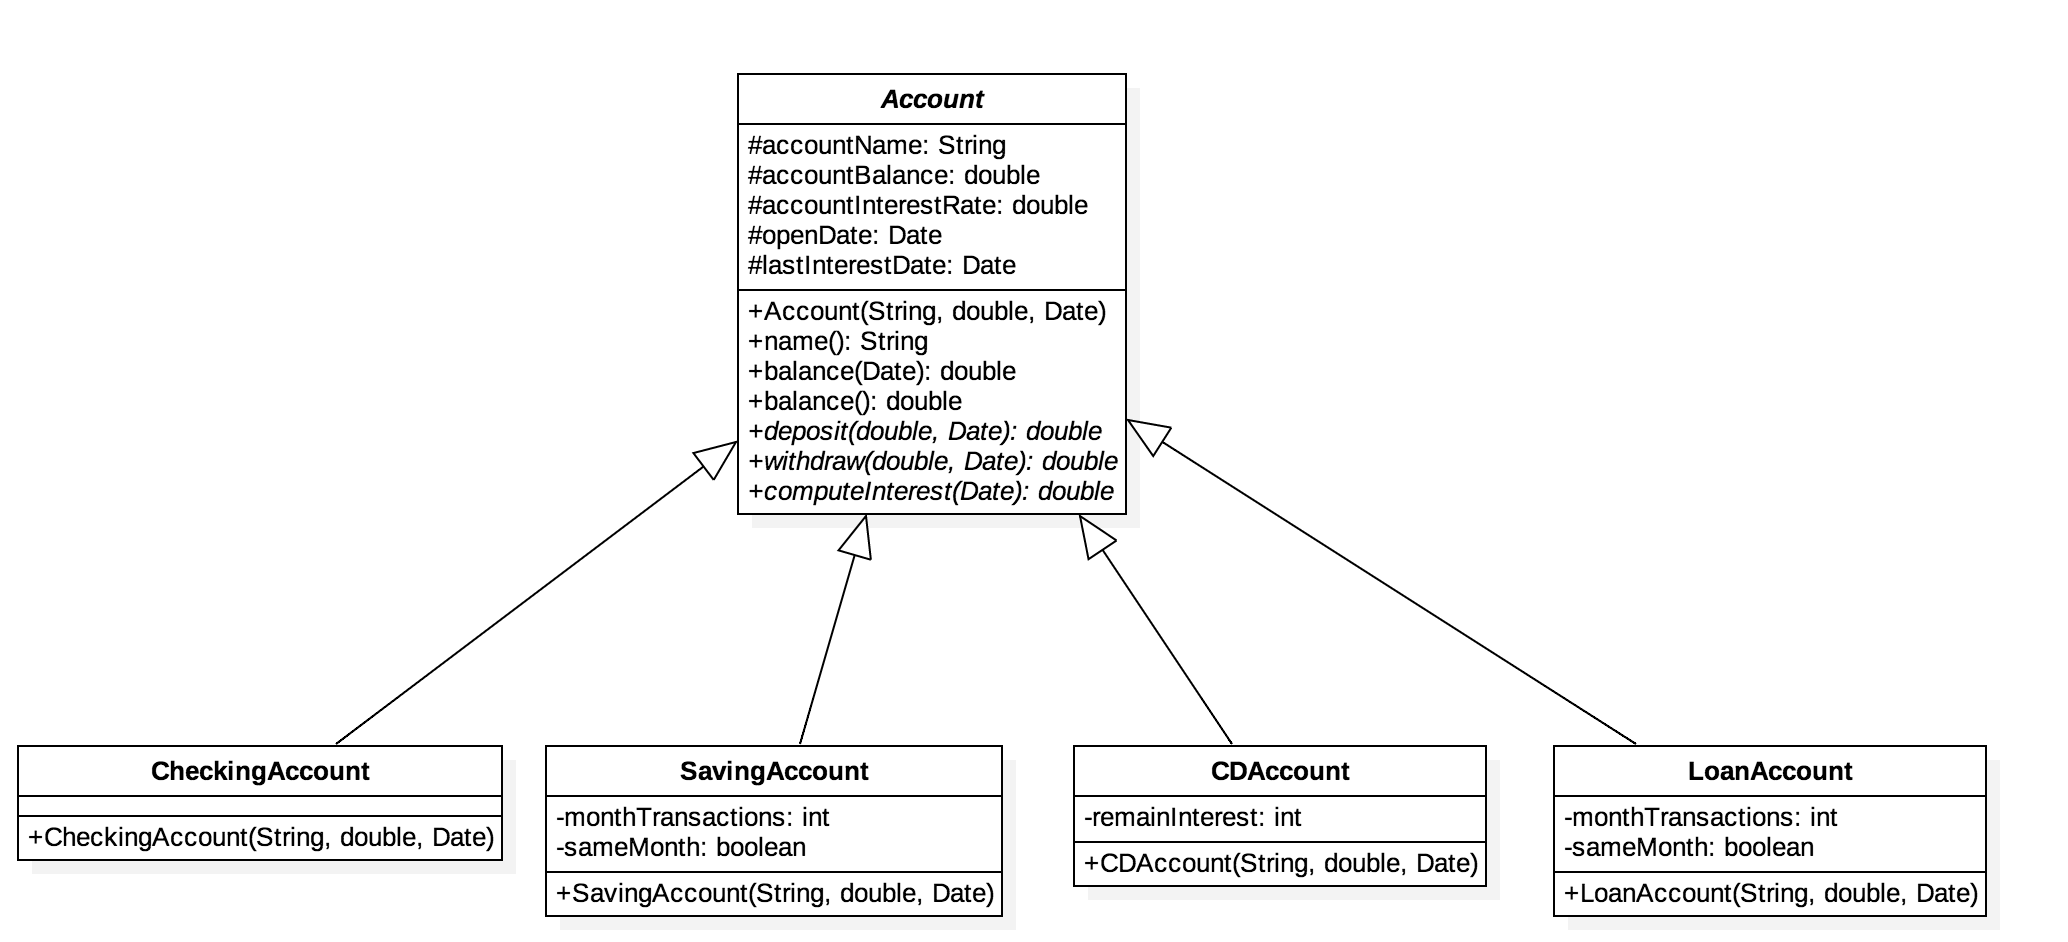 Account
#accountName: String
#accountBalance: double
#accountInterestRate: double
#openDate: Date
#lastInterestDate: Date
+Account(String, double, Date)
+name(): String
+balance(Date): double
+balance(): double
+deposit(double, Date): double
+withdraw(double, Date): double
+computeInterest(Date): double
CheckingAccount
+CheckingAccount(String, double, Date)
SavingAccount
-monthTransactions: int
-sameMonth: boolean
+SavingAccount(String, double, Date)
CDAccount
-remainInterest: int
+CDAccount(String, double, Date)
LoanAccount
-monthTransactions: int
-sameMonth: boolean
+LoanAccount(String, double, Date)